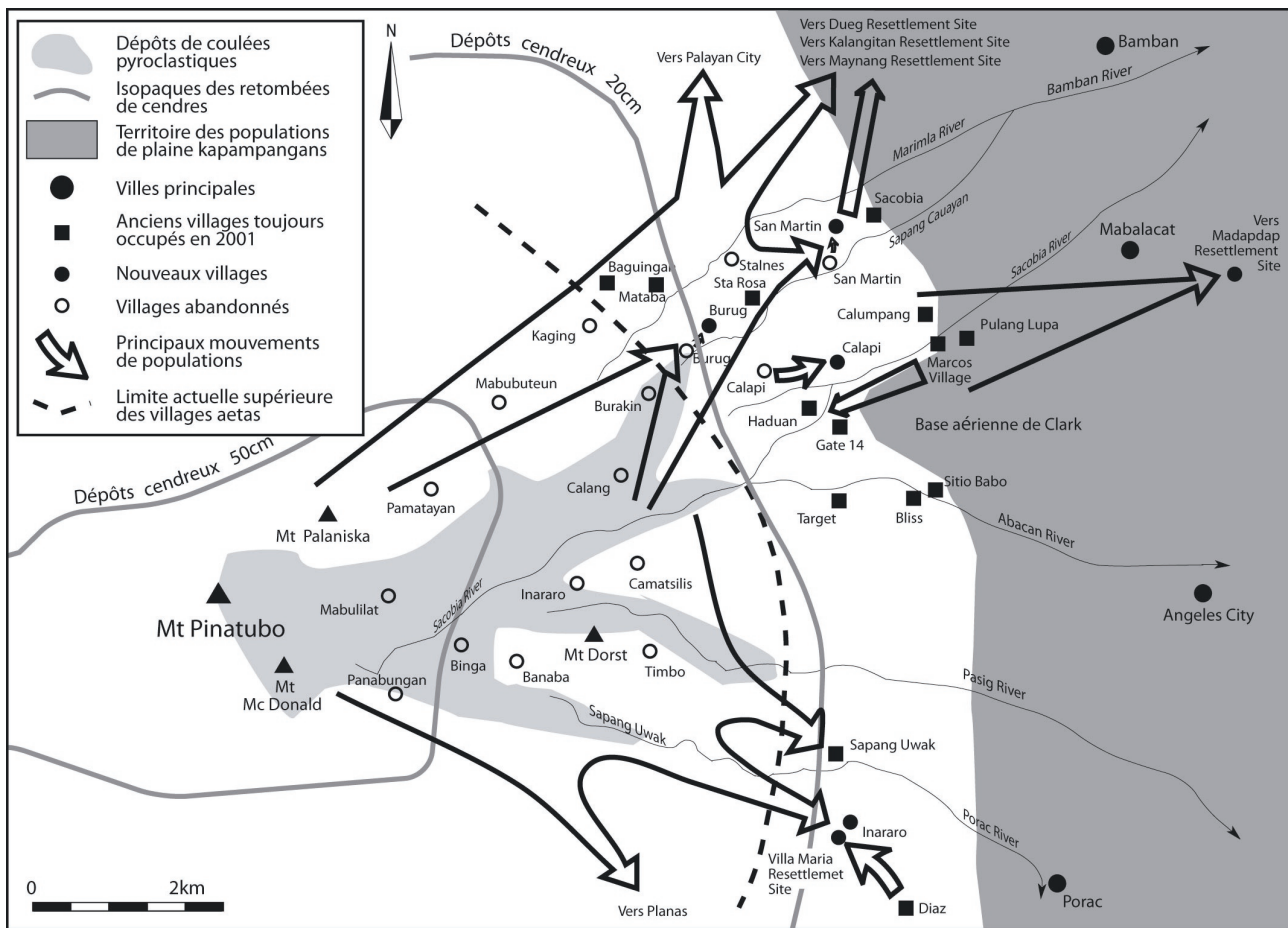 Dépôts de coulées
pyroclastiques
Isopaques des retombées
de cendres
Territoire des populations
de plaine kapampangans
Villes principales
Anciens villages toujours
occupés en 2001
Nouveaux villages
Villages abandonnés
Principaux mouvements
de populations
Limite actuelle supérieure
des villages aetas
N
Dépôts cendreux 20cm
Vers Palayan City
Vers Dueg Resettlement Site
Vers Kalangitan Resettlement Site
Vers Maynang Resettlement Site
Bamban
Bamban River
Marimla River
Sacobia
Sapang Cauayan
San Martin
Sacobia River
Mabalacat
Vers
Madapdap
Resettlement
Site
Stalnes
San Martin
Baguingan
Mataba
Sta Rosa
Burug
Calumpang
Pulang Lupa
Kaging
Burug
Calapi
Marcos
Village
Mabubuteun
Burakin
Calapi
Haduan
Gate 14
Base aérienne de Clark
Dépôts cendreux 50cm
Pamatayan
Calang
Sitio Babo
Target
Bliss
Abacan River
Mt Palaniska
Camatsilis
Inararo
Mabulilat
Sacobia River
Angeles City
Mt Pinatubo
Mt Dorst
Timbo
Binga
Banaba
Panabungan
Mt
Mc Donald
Pasig River
Sapang Uwak
Sapang Uwak
Porac River
Inararo
Villa Maria
Resettlemet
Site
Diaz
Porac
Vers Planas
0 2km